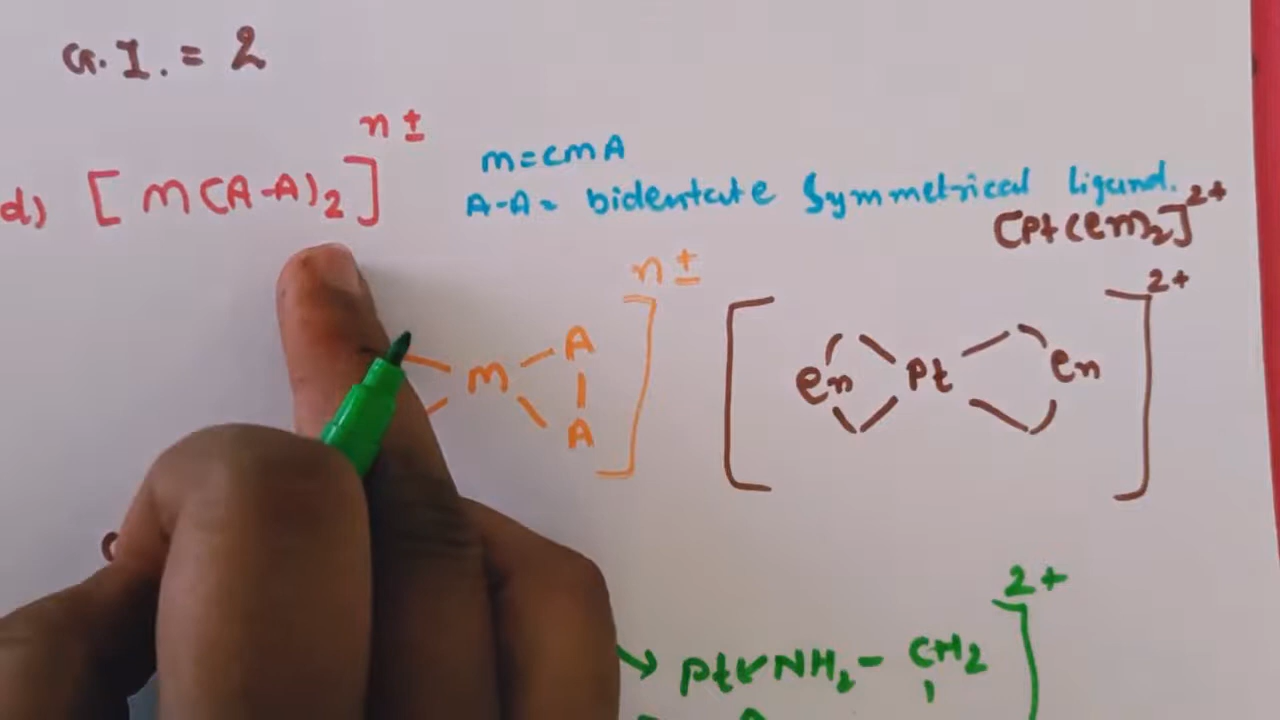 G.I. = 2
d) [M(A-A)2]n±
m=cmA
A-A= bidentate Symmetrical ligand.
[Pt(en)2]2+
n±
M
A
A
2+
en Pt en
2+
Pt NH2- CH2